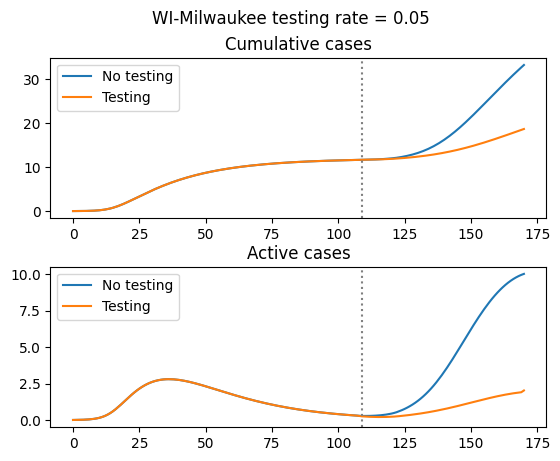 WI-Milwaukee testing rate = 0.05
Cumulative cases
No testing
Testing
30
20
10
0
0 25 50 75 100 125 150 175
Active cases
No testing
Testing
10.0
7.5
5.0
2.5
0.0
0 25 50 75 100 125 150 175